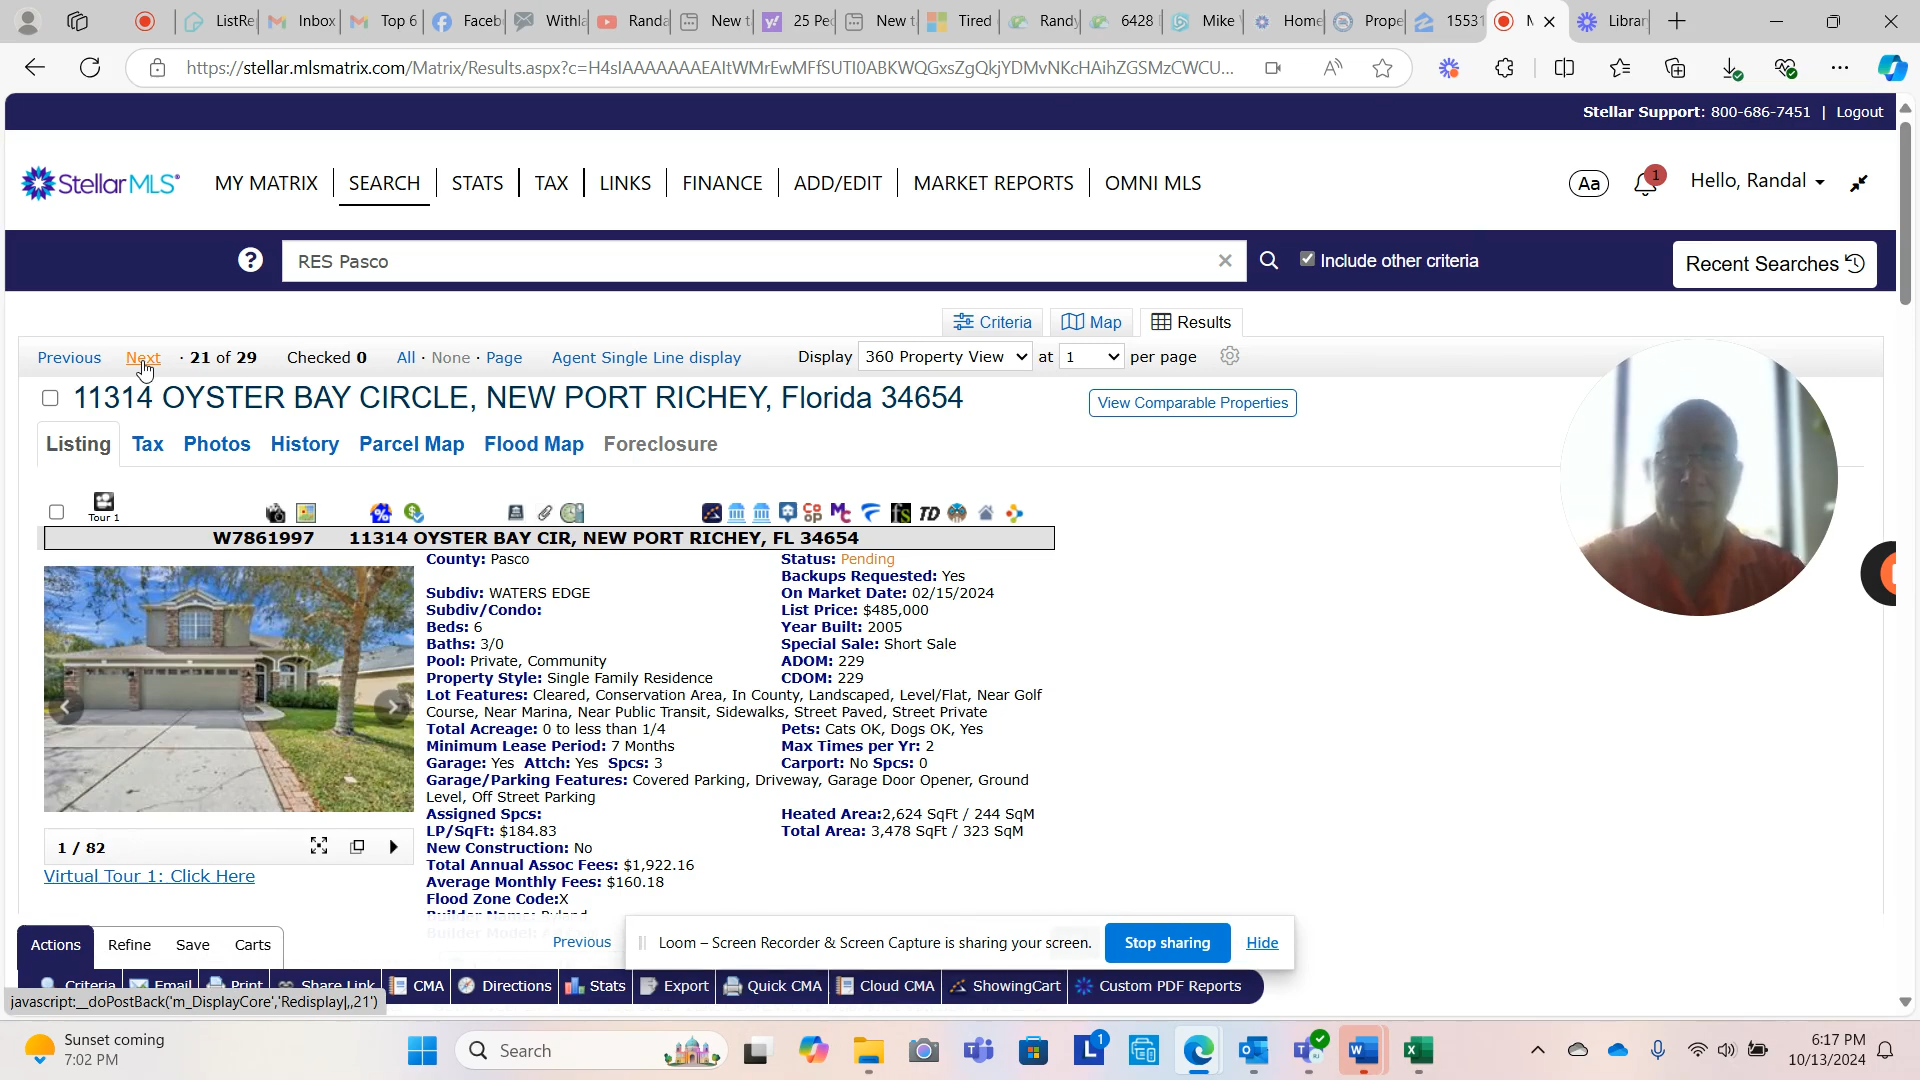 ListRe
Inbox
Top 6
Faceb
Withla
Randa
New t
25 Pec
New t
Tired
Randy
6428
Mike
Home
Prope
15531
Librar
https://stellar.mlsmatrix.com/Matrix/Results.aspx?c=H4sIAAAAAAAEAItWMrEwMFfSUTI0ABKWQGxsZgQkjYDMvNKcHAihZGSMzCWCU...
Stellar Support: 800-686-7451 | Logout
StellarMLS
MY MATRIX
SEARCH
STATS
TAX
LINKS
FINANCE
ADD/EDIT
MARKET REPORTS
OMNI MLS
Aa
1
Hello, Randal
RES Pasco
Include other criteria
Recent Searches
Criteria
Map
Results
Previous Next · 21 of 29 Checked 0 All · None · Page Agent Single Line display Display 360 Property View at 1 per page
11314 OYSTER BAY CIRCLE, NEW PORT RICHEY, Florida 34654
View Comparable Properties
Listing Tax Photos History Parcel Map Flood Map Foreclosure
Tour 1
W7861997 11314 OYSTER BAY CIR, NEW PORT RICHEY, FL 34654
County: Pasco Status: Pending
Backups Requested: Yes
Subdiv: WATERS EDGE On Market Date: 02/15/2024
Subdiv/Condo: List Price: $485,000
Beds: 6 Year Built: 2005
Baths: 3/0 Special Sale: Short Sale
Pool: Private, Community ADOM: 229
Property Style: Single Family Residence CDOM: 229
Lot Features: Cleared, Conservation Area, In County, Landscaped, Level/Flat, Near Golf
Course, Near Marina, Near Public Transit, Sidewalks, Street Paved, Street Private
Total Acreage: 0 to less than 1/4 Pets: Cats OK, Dogs OK, Yes
Minimum Lease Period: 7 Months Max Times per Yr: 2
Garage: Yes Attch: Yes Spcs: 3 Carport: No Spcs: 0
Garage/Parking Features: Covered Parking, Driveway, Garage Door Opener, Ground
Level, Off Street Parking
Assigned Spcs: Heated Area:2,624 SqFt / 244 SqM
LP/SqFt: $184.83 Total Area: 3,478 SqFt / 323 SqM
New Construction: No
Total Annual Assoc Fees: $1,922.16
Average Monthly Fees: $160.18
Flood Zone Code:X
1 / 82
Virtual Tour 1: Click Here
Actions Refine Save Carts
Previous
Loom – Screen Recorder & Screen Capture is sharing your screen. Stop sharing Hide
Criteria Email Print Share Link CMA Directions Stats Export Quick CMA Cloud CMA ShowingCart Custom PDF Reports
javascript:__doPostBack('m_DisplayCore','Redisplay|,,21')
Sunset coming
7:02 PM
Search
6:17 PM
10/13/2024